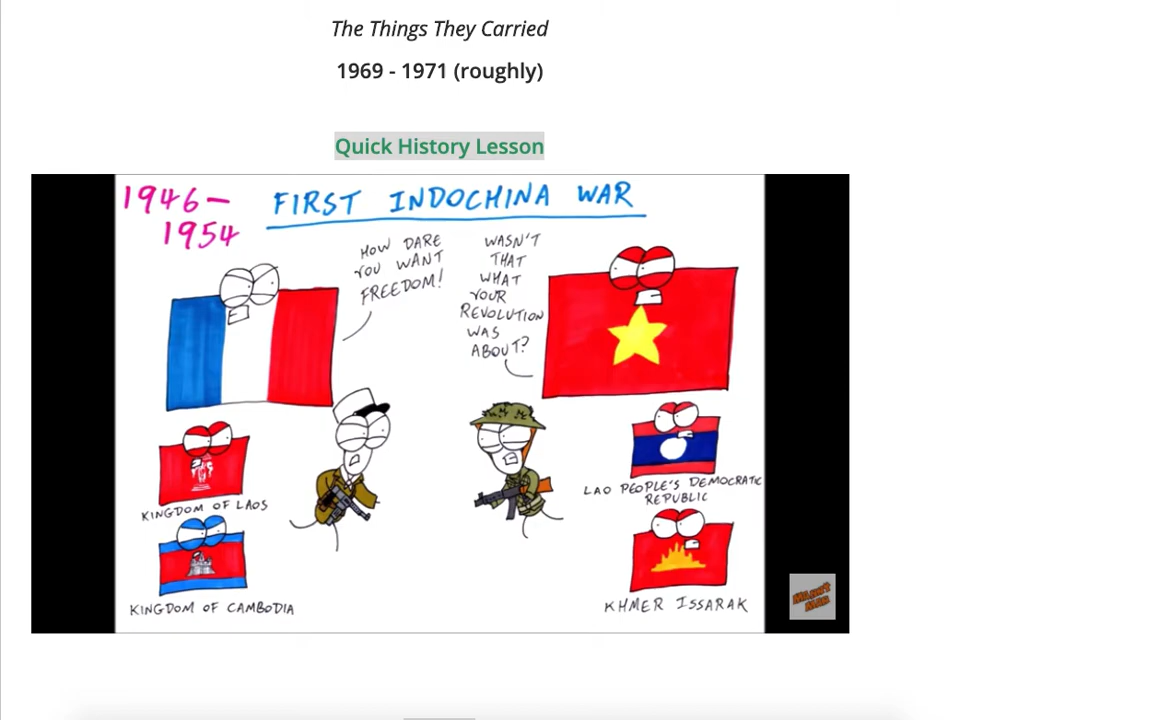 The Things They Carried
1969 - 1971 (roughly)
Quick History Lesson
1946-
1954
FIRST INDOCHINA WAR
HOW DARE
YOU WANT
FREEDOM!
WASN'T
THAT
WHAT
YOUR
REVOLUTION
WAS
ABOUT?
KINGDOM OF LAOS
KINGDOM OF CAMBODIA
LAO PEOPLE'S DEMOCRATIC
REPUBLIC
KHMER ISSARAK